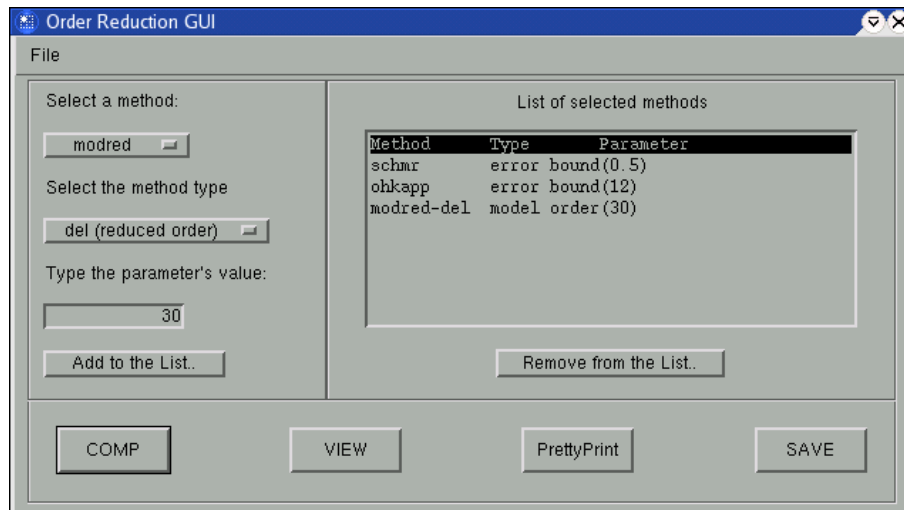 Order Reduction GUI
File
Select a method:
modred
Select the method type
del (reduced order)
Type the parameter's value:
30
Add to the List..
List of selected methods
Method Type Parameter
schmr error bound(0.5)
ohkapp error bound(12)
modred-del model order(30)
Remove from the List..
COMP VIEW PrettyPrint SAVE